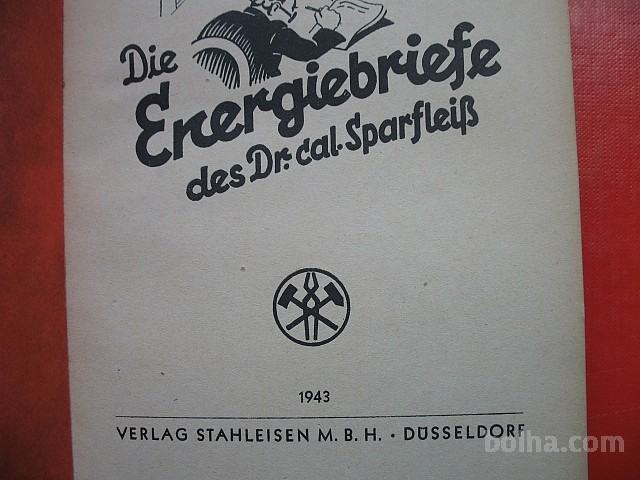 Die
Energiebriefe
des Dr. cal. Sparfleiß
1943
VERLAG STAHLEISEN M. B. H. · DÜSSELDORF
bolha.com